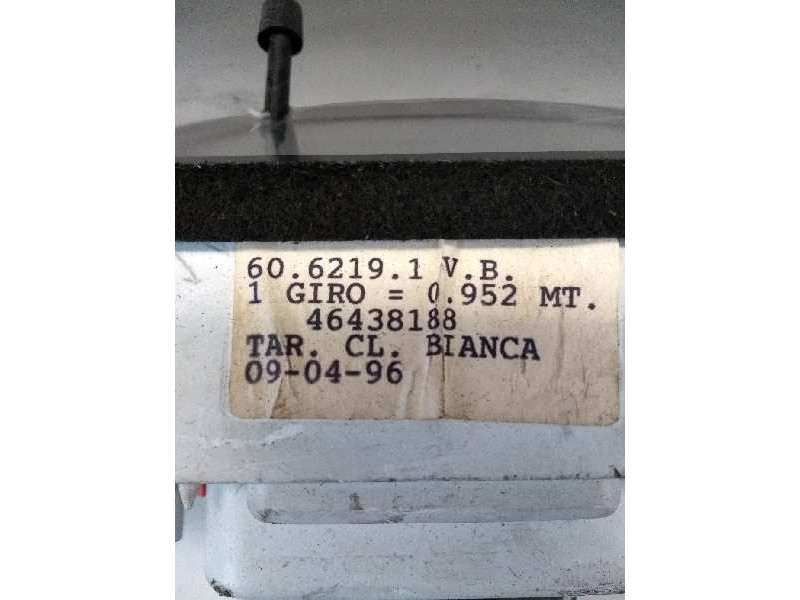 60.6219.1 V.B.
1 GIRO = 0.952 MT.
46438188
TAR. CL. BIANCA
09-04-96